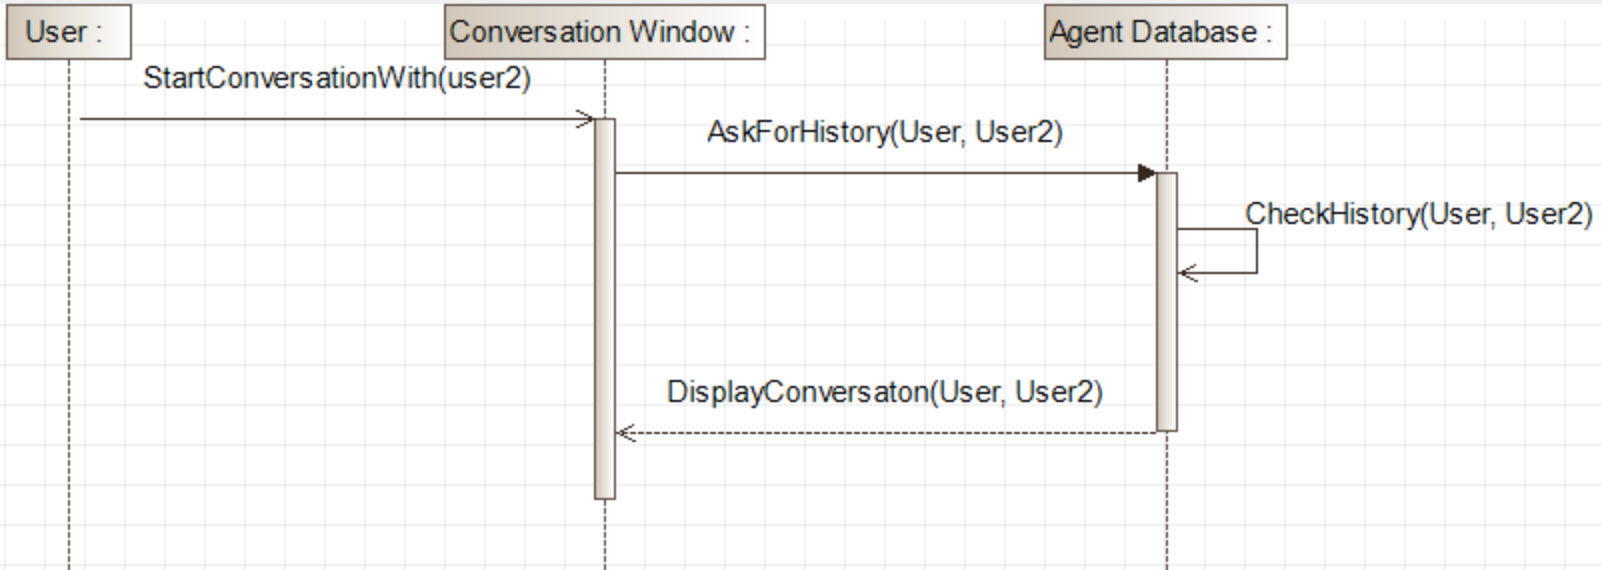 User :
Conversation Window :
Agent Database :
StartConversationWith(user2)
AskForHistory(User, User2)
CheckHistory(User, User2)
DisplayConversaton(User, User2)